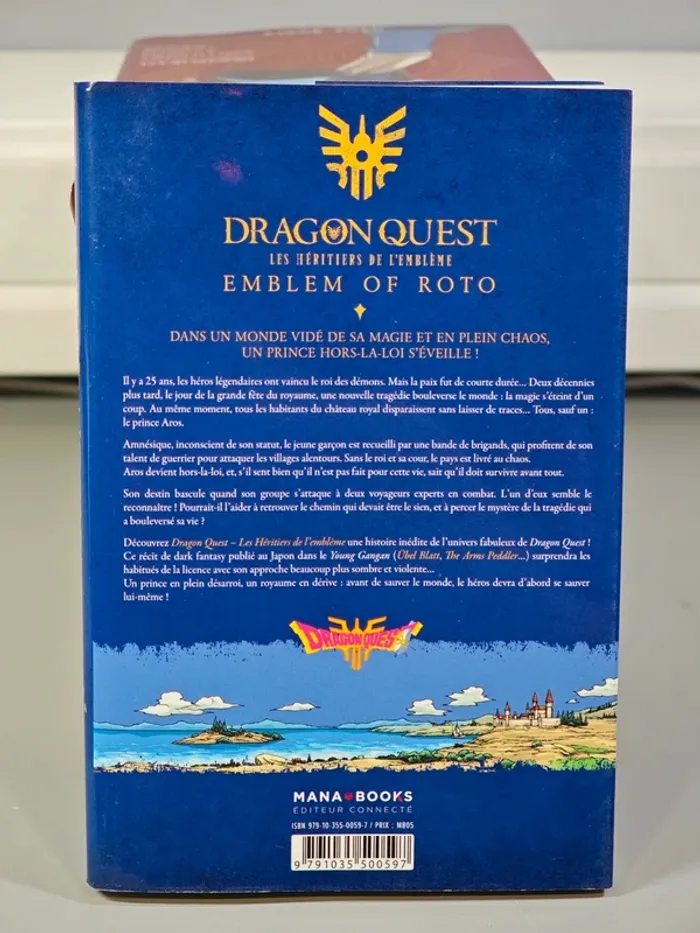 DRAGON QUEST
LES HÉRITIERS DE L'EMBLÈME
EMBLEM OF ROTO
DANS UN MONDE VIDÉ DE SA MAGIE ET EN PLEIN CHAOS,
UN PRINCE HORS-LA-LOI S'ÉVEILLE !
Il y a 25 ans, les héros légendaires ont vaincu le roi des démons. Mais la paix fut de courte durée... Deux décennies
plus tard, le jour de la grande fête du royaume, une nouvelle tragédie bouleverse le monde : la magie s'éteint d'un
coup. Au même moment, tous les habitants du château royal disparaissent sans laisser de traces... Tous, sauf un :
le prince Aros.
Amnésique, inconscient de son statut, le jeune garçon est recueilli par une bande de brigands, qui profitent de son
talent de guerrier pour attaquer les villages alentours. Sans le roi et sa cour, le pays est livré au chaos.
Aros devient hors-la-loi, et, s'il sent bien qu'il n'est pas fait pour cette vie, sait qu'il doit survivre avant tout.
Son destin bascule quand son groupe s'attaque à deux voyageurs experts en combat. L'un d'eux semble le
reconnaître ! Pourrait-il l'aider à retrouver le chemin qui devait être le sien, et à percer le mystère de la tragédie qui
a bouleversé sa vie ?
Découvrez Dragon Quest – Les Héritiers de l'emblème une histoire inédite de l'univers fabuleux de Dragon Quest !
Ce récit de dark fantasy publié au Japon dans le Young Gangan (Übel Blatt, The Arms Peddler...) surprendra les
habitués de la licence avec son approche beaucoup plus sombre et violente...
Un prince en plein désarroi, un royaume en dérive : avant de sauver le monde, le héros devra d'abord se sauver
lui-même !
DRAGON QUEST
MANA BOOKS
ÉDITEUR CONNECTÉ
ISBN 979-10-355-0059-7 / PRIX : MB05
9 791035 500597